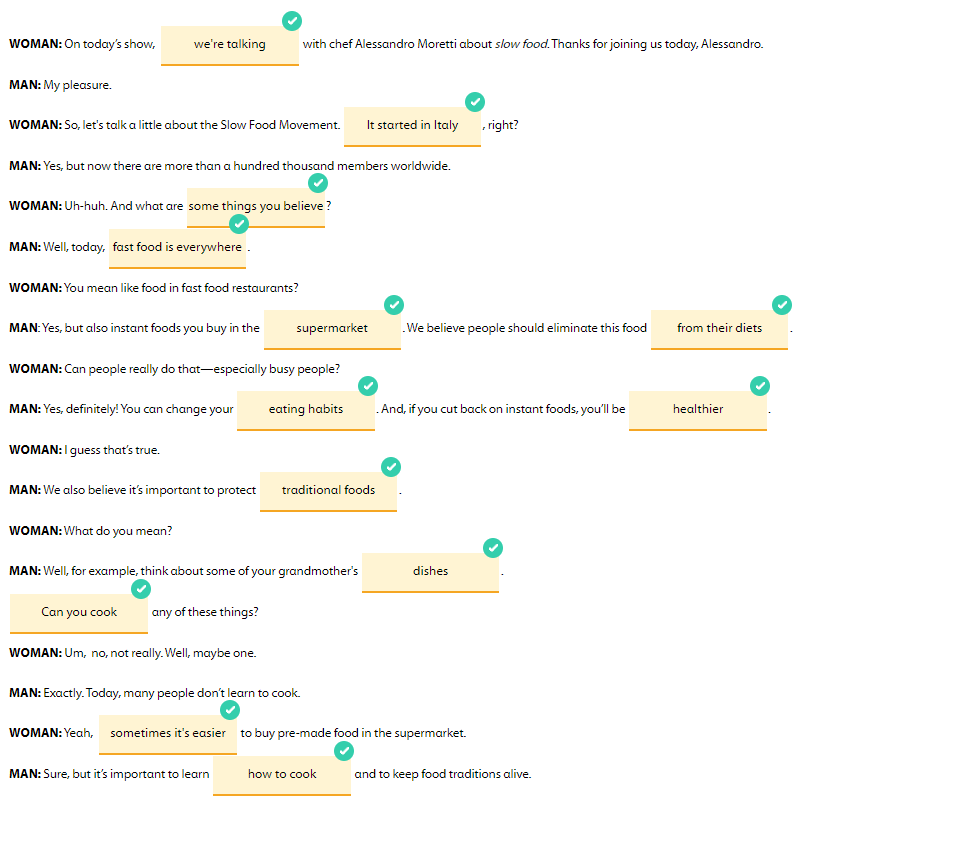 WOMAN: On today's show, we're talking with chef Alessandro Moretti about slow food. Thanks for joining us today, Alessandro.
MAN: My pleasure.
WOMAN: So, let's talk a little about the Slow Food Movement. It started in Italy , right?
MAN: Yes, but now there are more than a hundred thousand members worldwide.
WOMAN: Uh-huh. And what are some things you believe ?
MAN: Well, today, fast food is everywhere .
WOMAN: You mean like food in fast food restaurants?
MAN: Yes, but also instant foods you buy in the supermarket . We believe people should eliminate this food from their diets .
WOMAN: Can people really do that—especially busy people?
MAN: Yes, definitely! You can change your eating habits . And, if you cut back on instant foods, you'll be healthier .
WOMAN: I guess that's true.
MAN: We also believe it's important to protect traditional foods .
WOMAN: What do you mean?
MAN: Well, for example, think about some of your grandmother's dishes .
Can you cook any of these things?
WOMAN: Um, no, not really. Well, maybe one.
MAN: Exactly. Today, many people don't learn to cook.
WOMAN: Yeah, sometimes it's easier to buy pre-made food in the supermarket.
MAN: Sure, but it's important to learn how to cook and to keep food traditions alive.